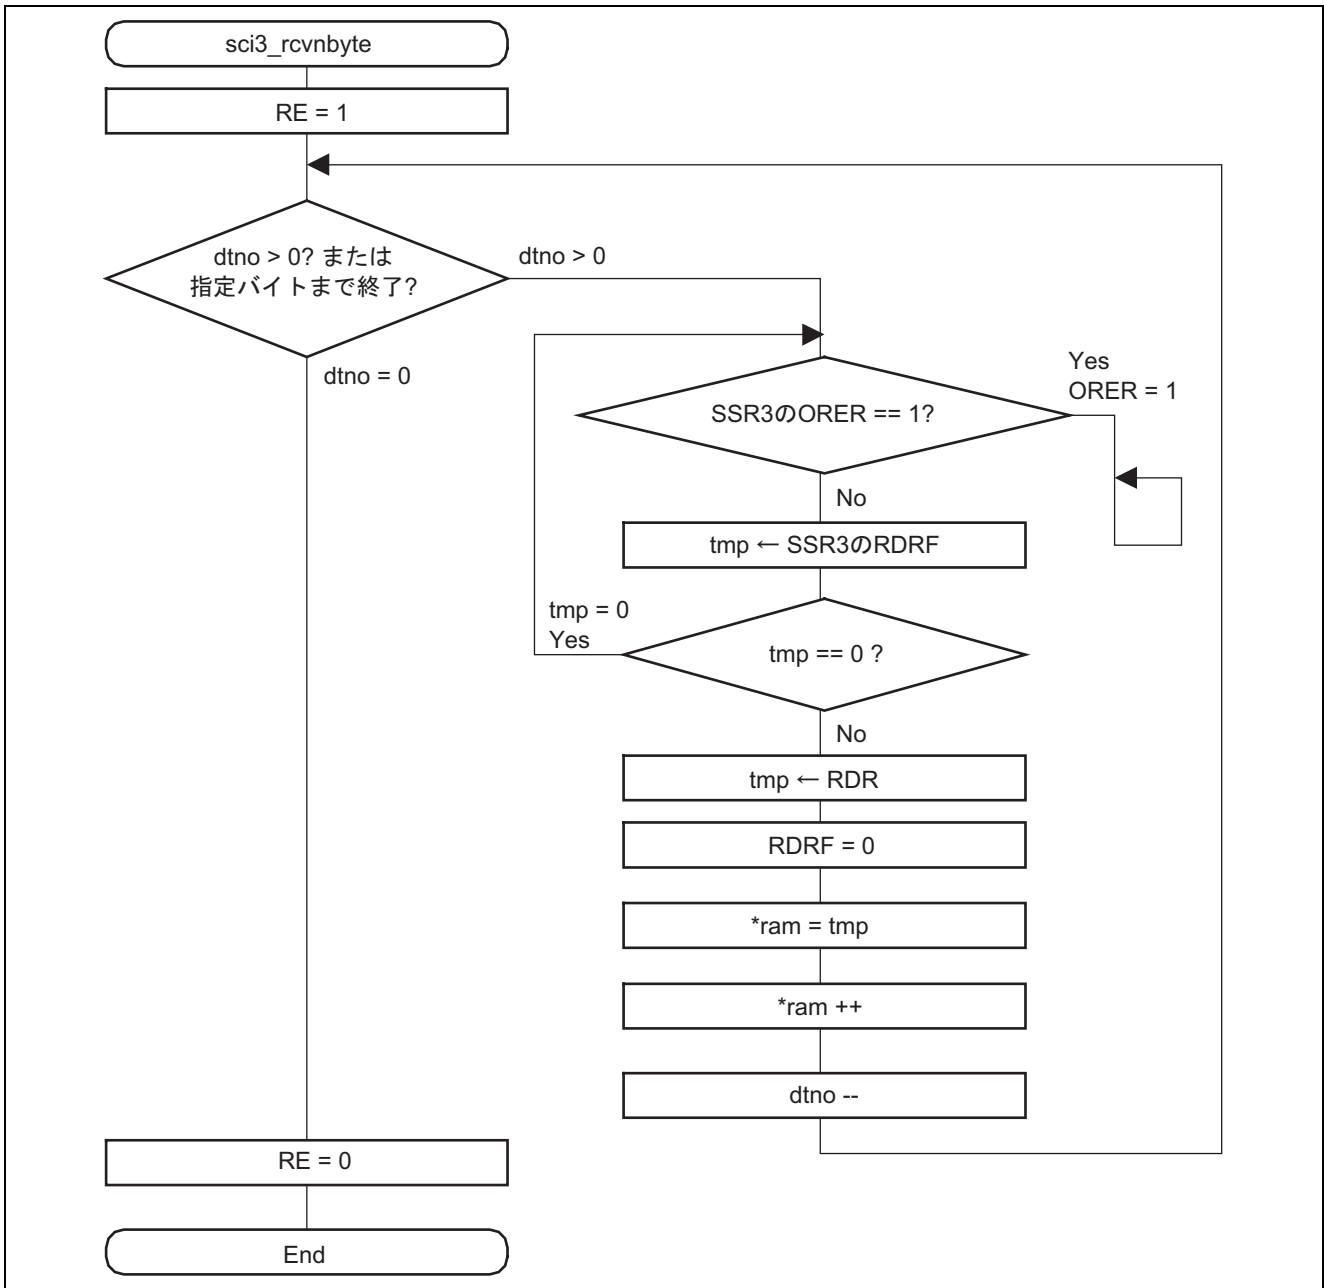 sci3_rcvnbyte
RE = 1
dtno > 0? または
指定バイトまで終了?
dtno > 0
dtno = 0
SSR3のORER == 1?
Yes
ORER = 1
No
tmp ← SSR3のRDRF
tmp = 0
Yes
tmp == 0 ?
No
tmp ← RDR
RDRF = 0
*ram = tmp
*ram ++
dtno --
RE = 0
End